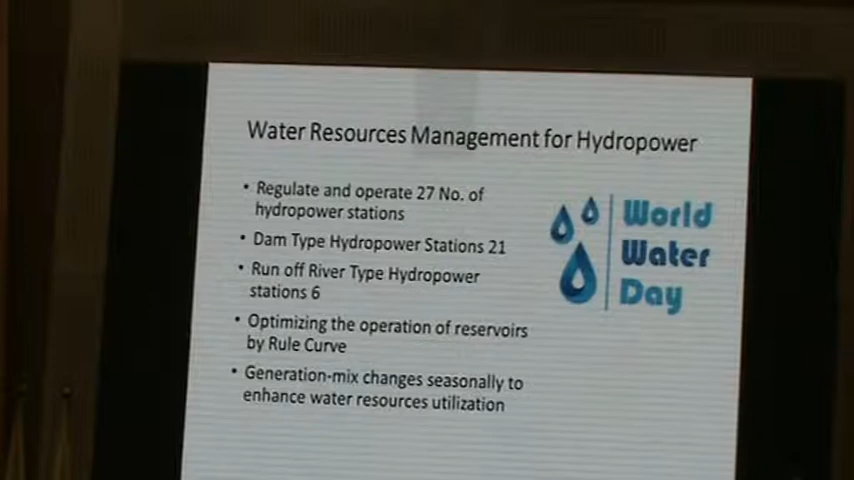 Water Resources Management for Hydropower
• Regulate and operate 27 No. of
hydropower stations
• Dam Type Hydropower Stations 21
• Run off River Type Hydropower
stations 6
• Optimizing the operation of reservoirs
by Rule Curve
• Generation-mix changes seasonally to
enhance water resources utilization
World
Water
Day